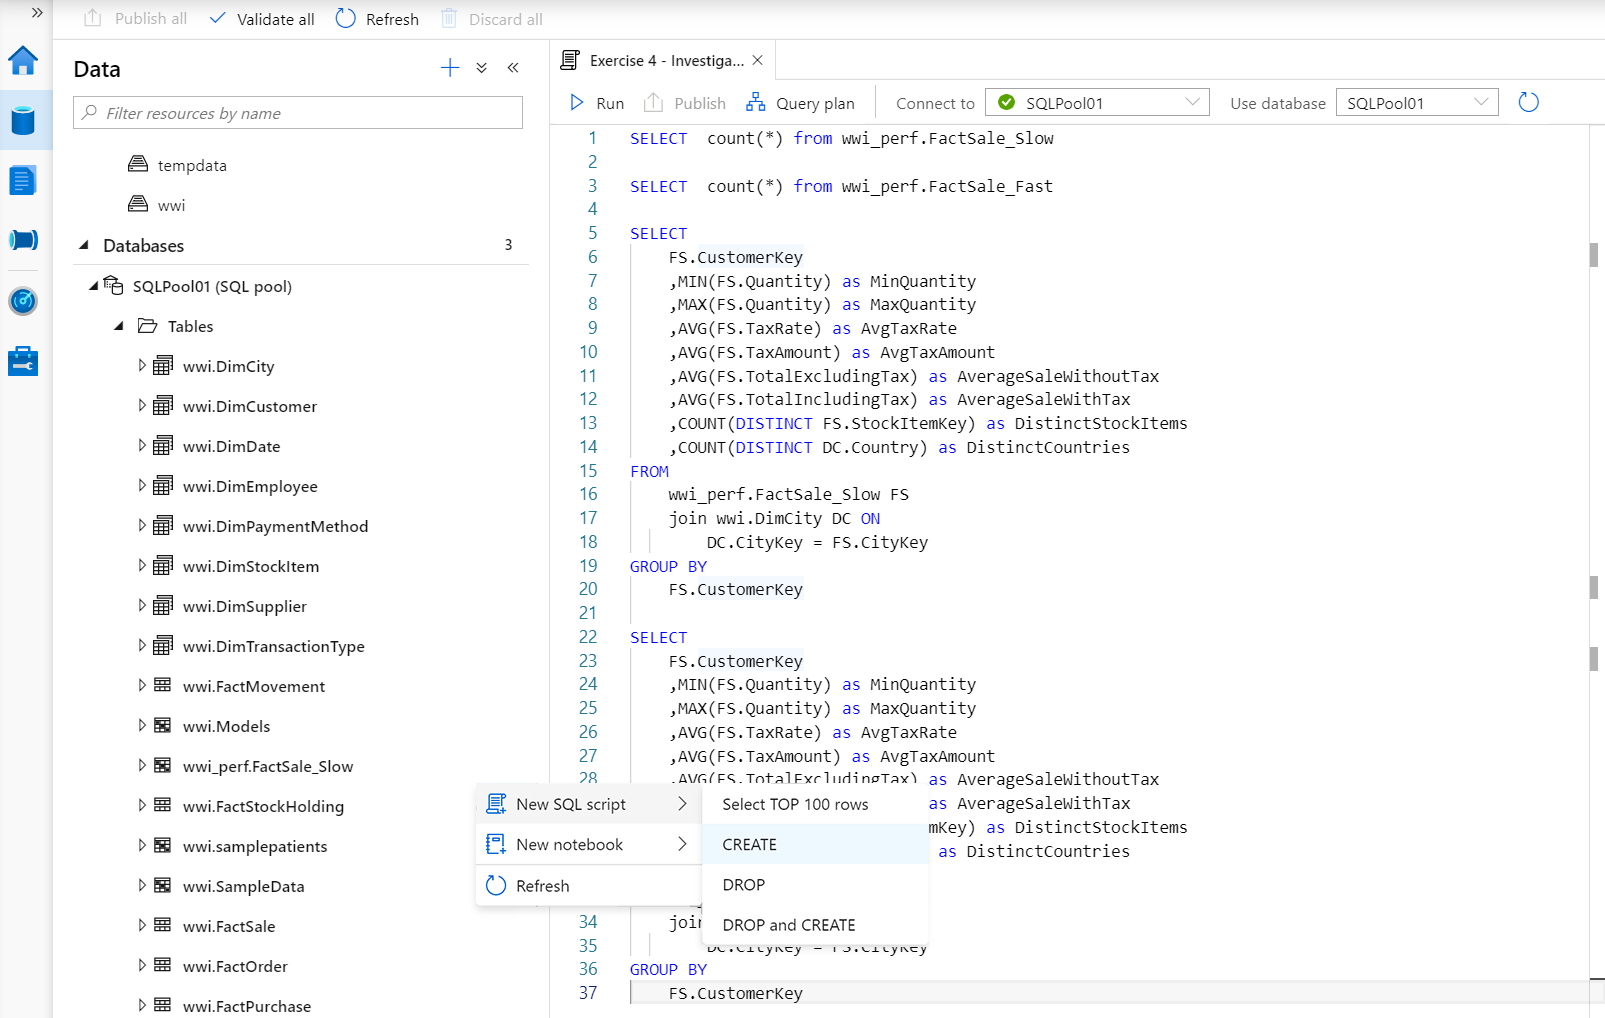 Publish all Validate all Refresh Discard all
Data
Filter resources by name
tempdata
wwi
Databases 3
SQLPool01 (SQL pool)
Tables
wwi.DimCity
wwi.DimCustomer
wwi.DimDate
wwi.DimEmployee
wwi.DimPaymentMethod
wwi.DimStockItem
wwi.DimSupplier
wwi.DimTransactionType
wwi.FactMovement
wwi.Models
wwi_perf.FactSale_Slow
wwi.FactStockHolding
wwi.samplepatients
wwi.SampleData
wwi.FactSale
wwi.FactOrder
wwi.FactPurchase
Exercise 4 - Investiga...
Run Publish Query plan Connect to SQLPool01 Use database SQLPool01
1 SELECT count(*) from wwi_perf.FactSale_Slow
2
3 SELECT count(*) from wwi_perf.FactSale_Fast
4
5 SELECT
6 FS.CustomerKey
7 ,MIN(FS.Quantity) as MinQuantity
8 ,MAX(FS.Quantity) as MaxQuantity
9 ,AVG(FS.TaxRate) as AvgTaxRate
10 ,AVG(FS.TaxAmount) as AvgTaxAmount
11 ,AVG(FS.TotalExcludingTax) as AverageSaleWithoutTax
12 ,AVG(FS.TotalIncludingTax) as AverageSaleWithTax
13 ,COUNT(DISTINCT FS.StockItemKey) as DistinctStockItems
14 ,COUNT(DISTINCT DC.Country) as DistinctCountries
15 FROM
16 wwi_perf.FactSale_Slow FS
17 join wwi.DimCity DC ON
18 DC.CityKey = FS.CityKey
19 GROUP BY
20 FS.CustomerKey
21
22 SELECT
23 FS.CustomerKey
24 ,MIN(FS.Quantity) as MinQuantity
25 ,MAX(FS.Quantity) as MaxQuantity
26 ,AVG(FS.TaxRate) as AvgTaxRate
27 ,AVG(FS.TaxAmount) as AvgTaxAmount
28 ,AVG(FS.TotalExcludingTax) as AverageSaleWithoutTax
as AverageSaleWithTax
mKey) as DistinctStockItems
as DistinctCountries
34 join
35 DC.CityKey = FS.CityKey
36 GROUP BY
37 FS.CustomerKey
New SQL script
New notebook
Refresh
Select TOP 100 rows
CREATE
DROP
DROP and CREATE